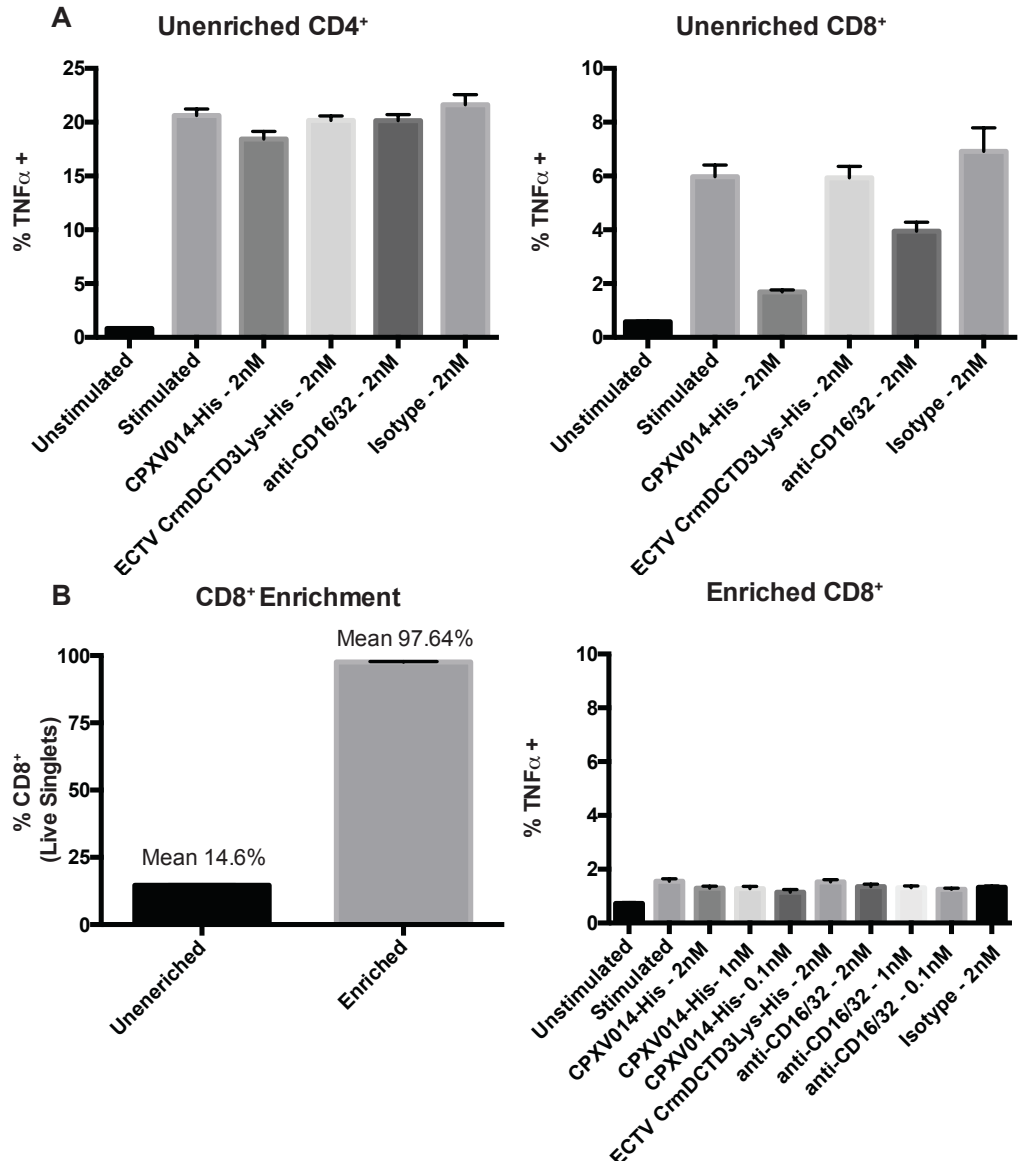 A
Unenriched CD4⁺
% TNFα +
25
20
15
10
5
0
Unstimulated
Stimulated
CPXV014-His - 2nM
ECTV CrmDCTD3Lys-His - 2nM
anti-CD16/32 - 2nM
Isotype - 2nM
Unenriched CD8⁺
% TNFα +
10
8
6
4
2
0
Unstimulated
Stimulated
CPXV014-His - 2nM
ECTV CrmDCTD3Lys-His - 2nM
anti-CD16/32 - 2nM
Isotype - 2nM
B
CD8⁺ Enrichment
% CD8⁺
(Live Singlets)
100
75
50
25
0
Mean 14.6%
Mean 97.64%
Uneneriched
Enriched
Enriched CD8⁺
% TNFα +
10
8
6
4
2
0
Unstimulated
Stimulated
CPXV014-His - 2nM
CPXV014-His- 1nM
CPXV014-His- 0.1nM
ECTV CrmDCTD3Lys-His - 2nM
anti-CD16/32 - 2nM
anti-CD16/32 - 1nM
anti-CD16/32 - 0.1nM
Isotype - 2nM